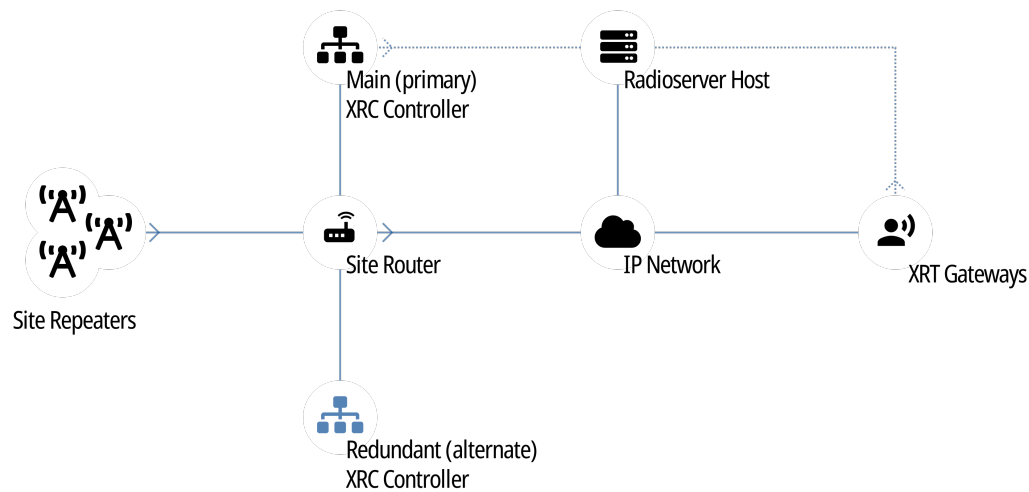 Main (primary)
XRC Controller
Radioserver Host
Site Router
IP Network
XRT Gateways
Site Repeaters
Redundant (alternate)
XRC Controller